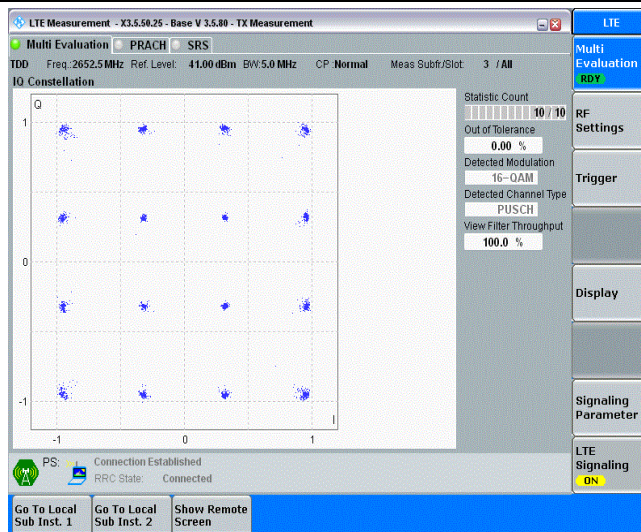 LTE Measurement - X3.5.50.25 - Base V 3.5.80 - TX Measurement
LTE
Multi Evaluation PRACH SRS
Multi
Evaluation
RDY
TDD Freq.:2652.5 MHz Ref. Level: 41.00 dBm BW:5.0 MHz CP :Normal Meas Subfr./Slot: 3 / All
IQ Constellation
Q
1
0
-1
-1 0 1
I
Statistic Count
10 / 10
Out of Tolerance
0.00 %
Detected Modulation
16-QAM
Detected Channel Type
PUSCH
View Filter Throughput
100.0 %
RF
Settings
Trigger
Display
Signaling
Parameter
LTE
Signaling
ON
PS: Connection Established
RRC State: Connected
Go To Local
Sub Inst. 1
Go To Local
Sub Inst. 2
Show Remote
Screen